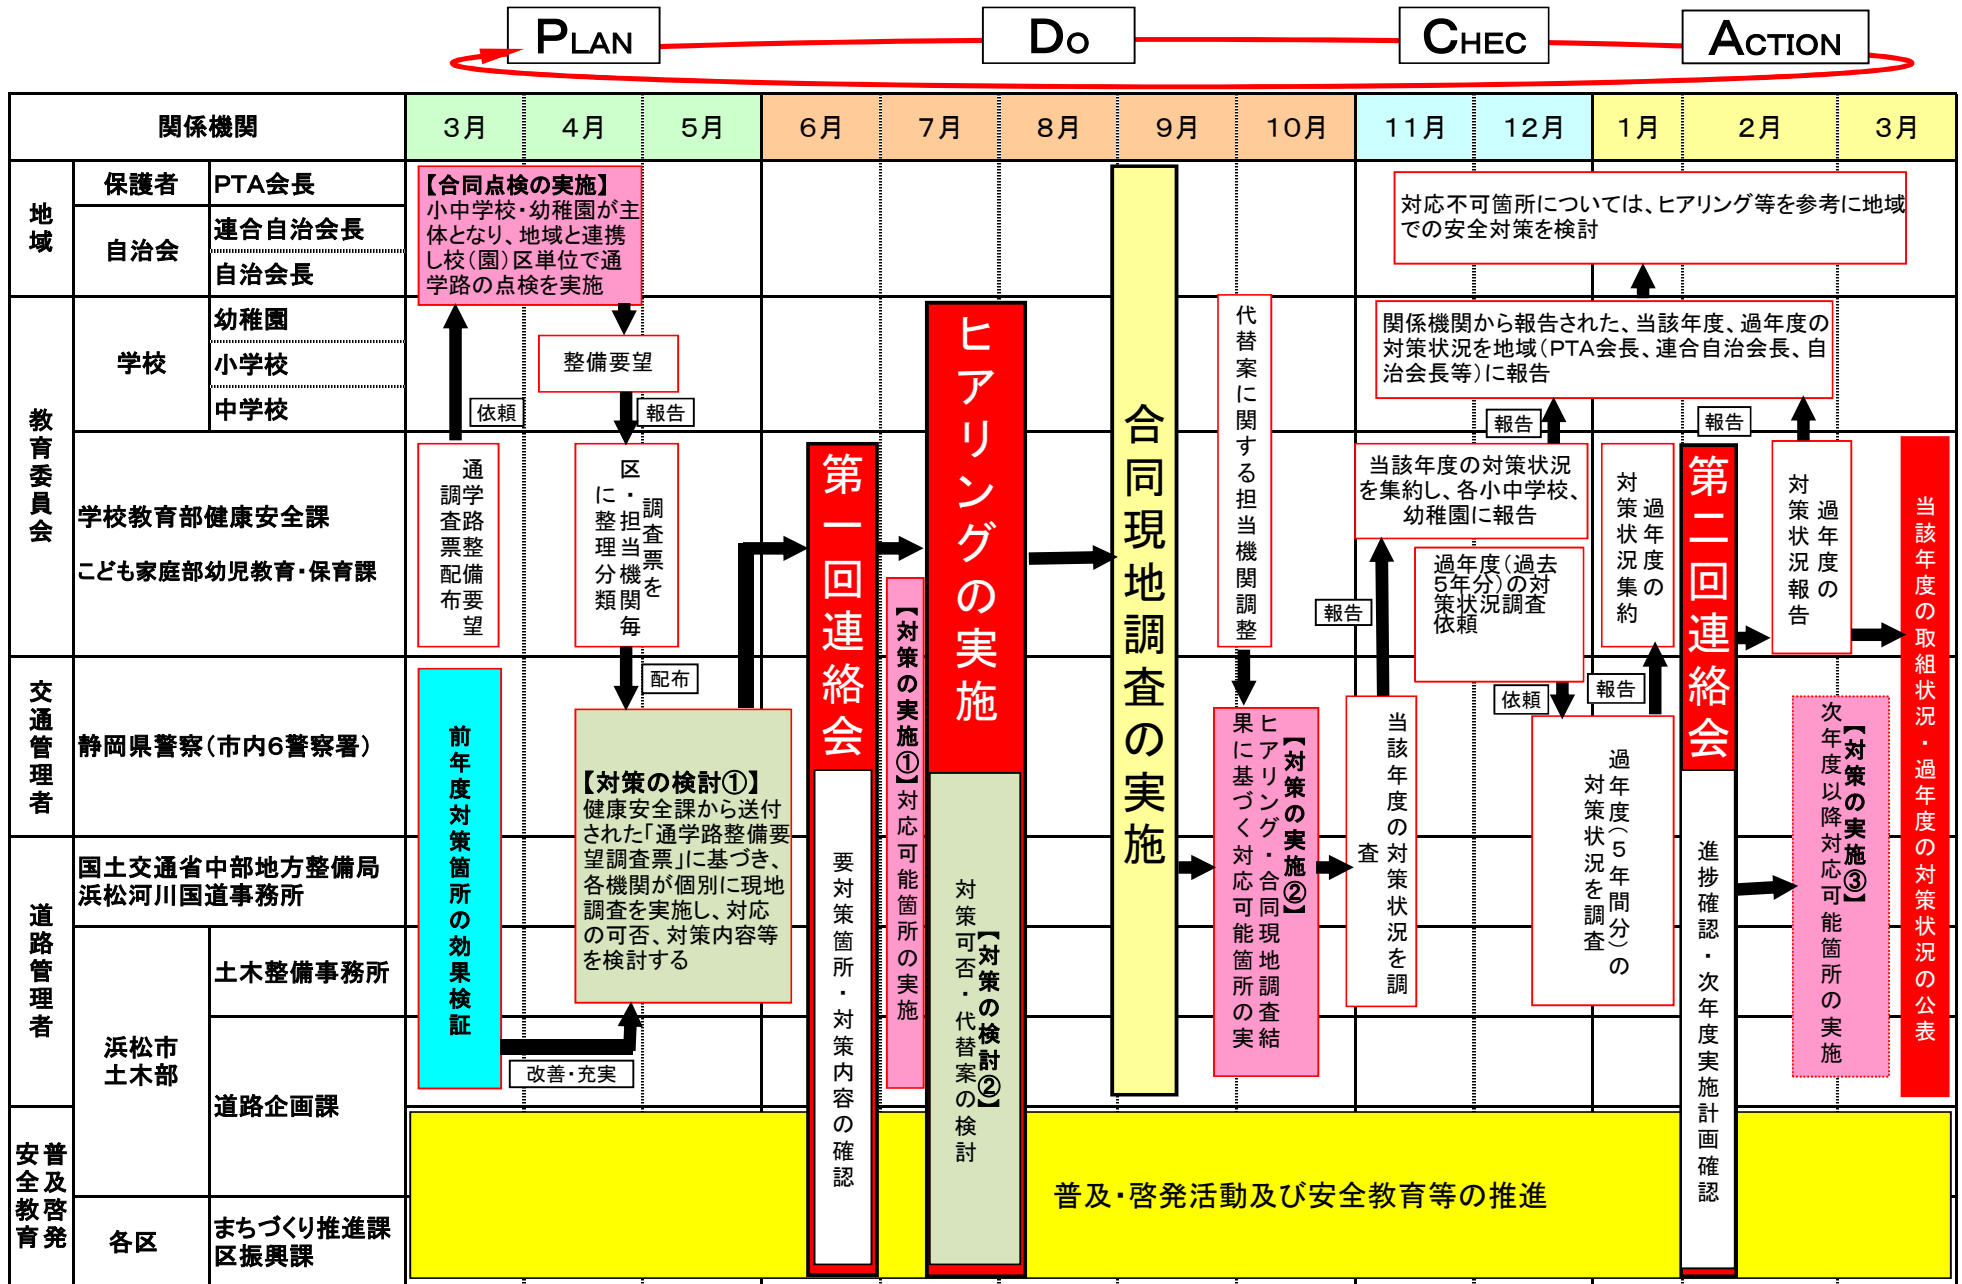 PLAN
DO
CHEC
ACTION
関係機関
3月
4月
5月
6月
7月
8月
9月
10月
11月
12月
1月
2月
3月
地域
保護者
PTA会長
自治会
連合自治会長
自治会長
教育委員会
学校
幼稚園
小学校
中学校
学校教育部健康安全課
こども家庭部幼児教育・保育課
交通管理者
静岡県警察(市内6警察署)
道路管理者
国土交通省中部地方整備局
浜松河川国道事務所
浜松市
土木部
土木整備事務所
道路企画課
普及啓発
安全教育
各区
まちづくり推進課
区振興課
【合同点検の実施】
小中学校・幼稚園が主
体となり、地域と連携
し校(園)区単位で通
学路の点検を実施
依頼
通学路整備要望
調査票配布
整備要望
報告
調査票を
区・担当機関毎
に整理分類
配布
前年度対策箇所の効果検証
改善・充実
【対策の検討①】
健康安全課から送付
された「通学路整備要
望調査票」に基づき、
各機関が個別に現地
調査を実施し、対応
の可否、対策内容等
を検討する
第一回連絡会
要対策箇所・対策内容の確認
【対策の実施①】対応可能箇所の実施
ヒアリングの実施
【対策の検討②】
対策可否・代替案の検討
合同現地調査の実施
代替案に関する担当機関調整
【対策の実施②】
ヒアリング・合同現地調査結
果に基づく対応可能箇所の実
当該年度の対策状況を調
査
報告
当該年度の対策状況
を集約し、各小中学校、
幼稚園に報告
報告
過年度(過去
5年分)の対
策状況調査
依頼
依頼
過年度(5年間分)の
対策状況を調査
報告
過年度の
対策状況集約
関係機関から報告された、当該年度、過年度の
対策状況を地域(PTA会長、連合自治会長、自
治会長等)に報告
対応不可箇所については、ヒアリング等を参考に地域
での安全対策を検討
第二回連絡会
進捗確認・次年度実施計画確認
報告
過年度の
対策状況報告
【対策の実施③】
次年度以降対応可能箇所の実施
当該年度の取組状況・過年度の対策状況の公表
普及・啓発活動及び安全教育等の推進